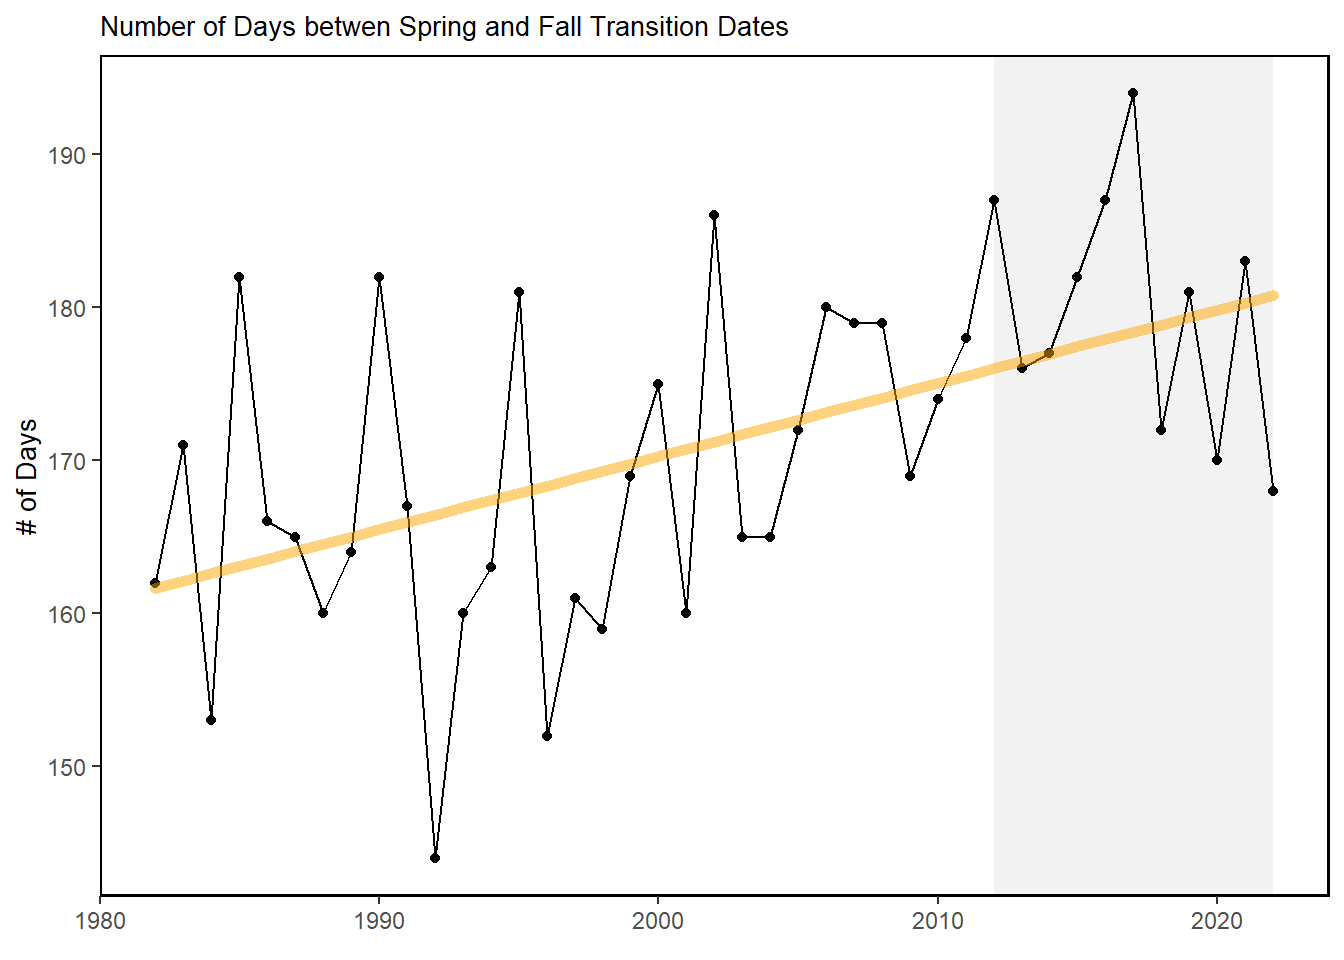 Number of Days betwen Spring and Fall Transition Dates
# of Days
190
180
170
160
150
1980 1990 2000 2010 2020